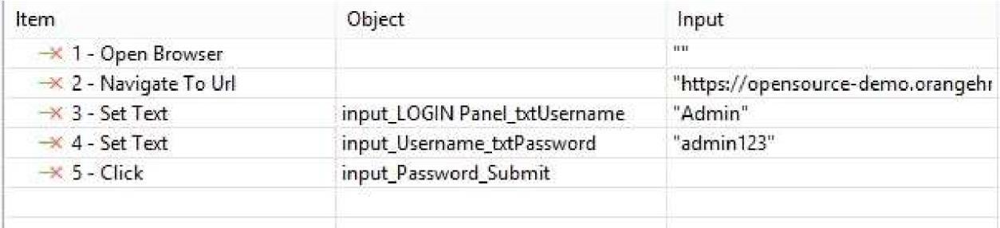 Item Object Input
1 - Open Browser ""
2 - Navigate To Url "https://opensource-demo.orangehr
3 - Set Text input_LOGIN Panel_txtUsername "Admin"
4 - Set Text input_Username_txtPassword "admin123"
5 - Click input_Password_Submit